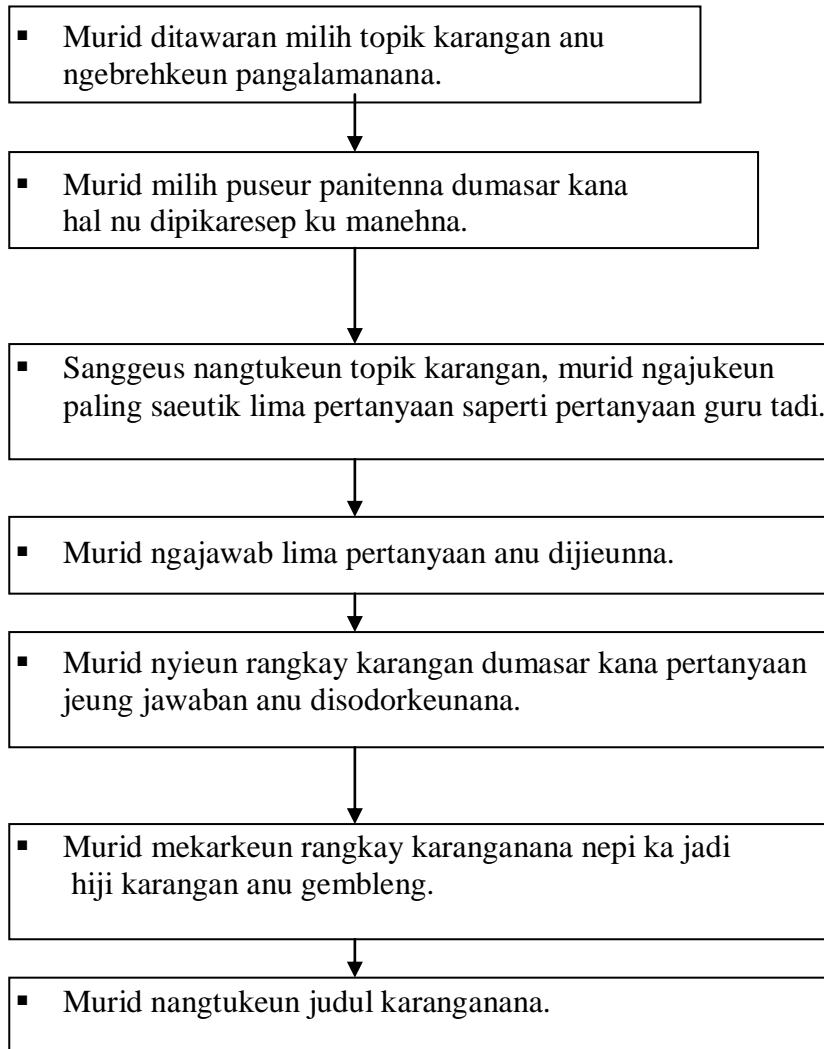 ▪ Murid ditawaran milih topik karangan anu
ngebrehkeun pangalamanana.
▪ Murid milih puseur panitenna dumasar kana
hal nu dipikaresep ku manehna.
▪ Sanggeus nangtukeun topik karangan, murid ngajukeun
paling saeutik lima pertanyaan saperti pertanyaan guru tadi.
▪ Murid ngajawab lima pertanyaan anu dijieunna.
▪ Murid nyieun rangkay karangan dumasar kana pertanyaan
jeung jawaban anu disodorkeunana.
▪ Murid mekarkeun rangkay karanganana nepi ka jadi
hiji karangan anu gembleng.
▪ Murid nangtukeun judul karanganana.